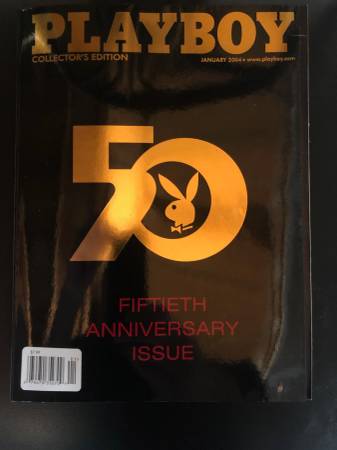 PLAYBOY
COLLECTOR'S EDITION JANUARY 2004 • www.playboy.com
50
FIFTIETH
ANNIVERSARY
ISSUE